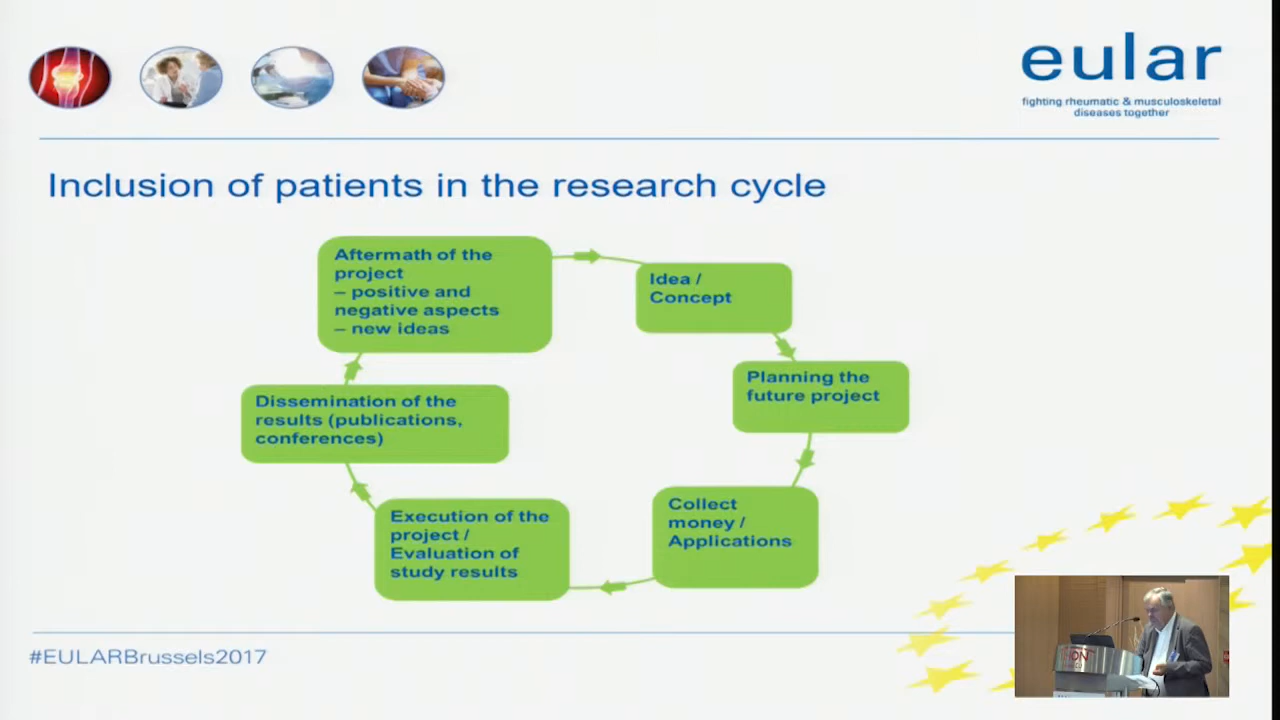 eular
fighting rheumatic & musculoskeletal
diseases together
Inclusion of patients in the research cycle
Aftermath of the
project
– positive and
negative aspects
– new ideas
Idea /
Concept
Planning the
future project
Collect
money /
Applications
Execution of the
project /
Evaluation of
study results
Dissemination of the
results (publications,
conferences)
#EULARBrussels2017